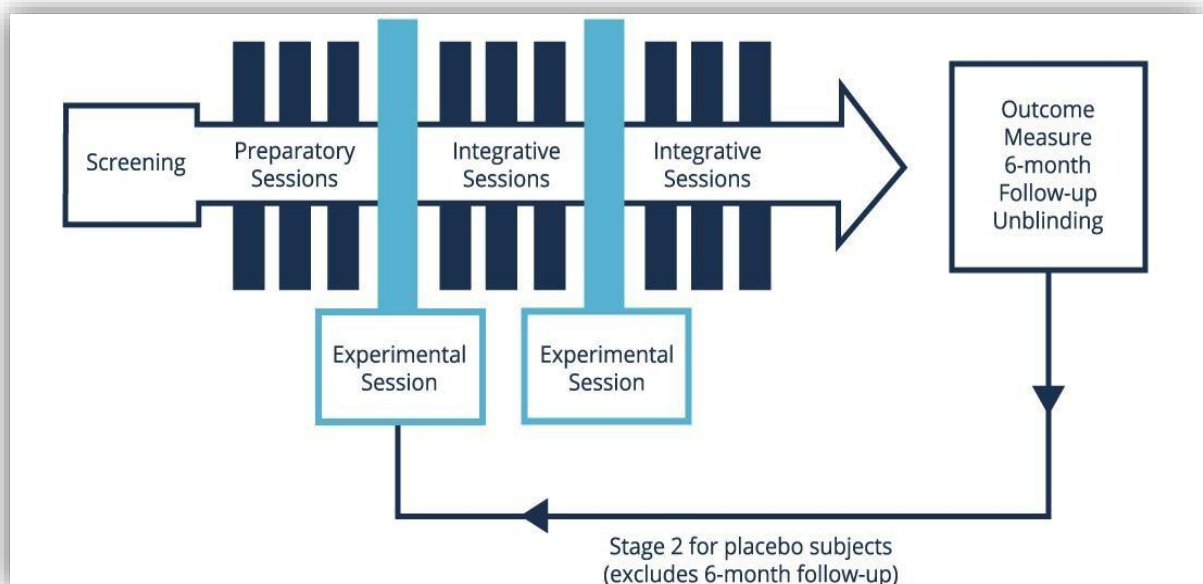 Screening
Preparatory
Sessions
Integrative
Sessions
Integrative
Sessions
Outcome
Measure
6-month
Follow-up
Unblinding
Experimental
Session
Experimental
Session
Stage 2 for placebo subjects
(excludes 6-month follow-up)